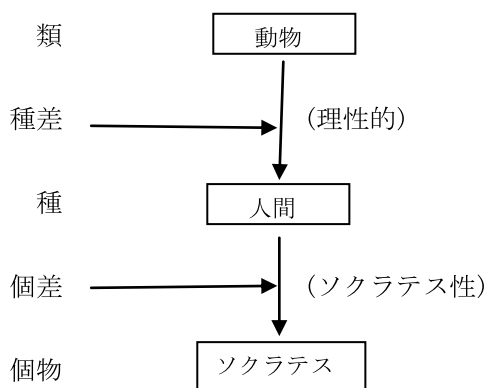 類 動物
種差 (理性的)
種 人間
個差 (ソクラテス性)
個物 ソクラテス